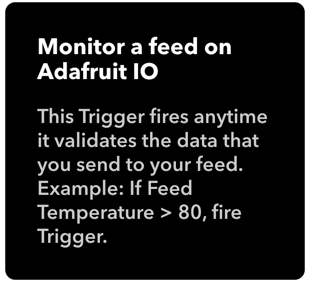 Monitor a feed on
Adafruit IO
This Trigger fires anytime
it validates the data that
you send to your feed.
Example: If Feed
Temperature > 80, fire
Trigger.